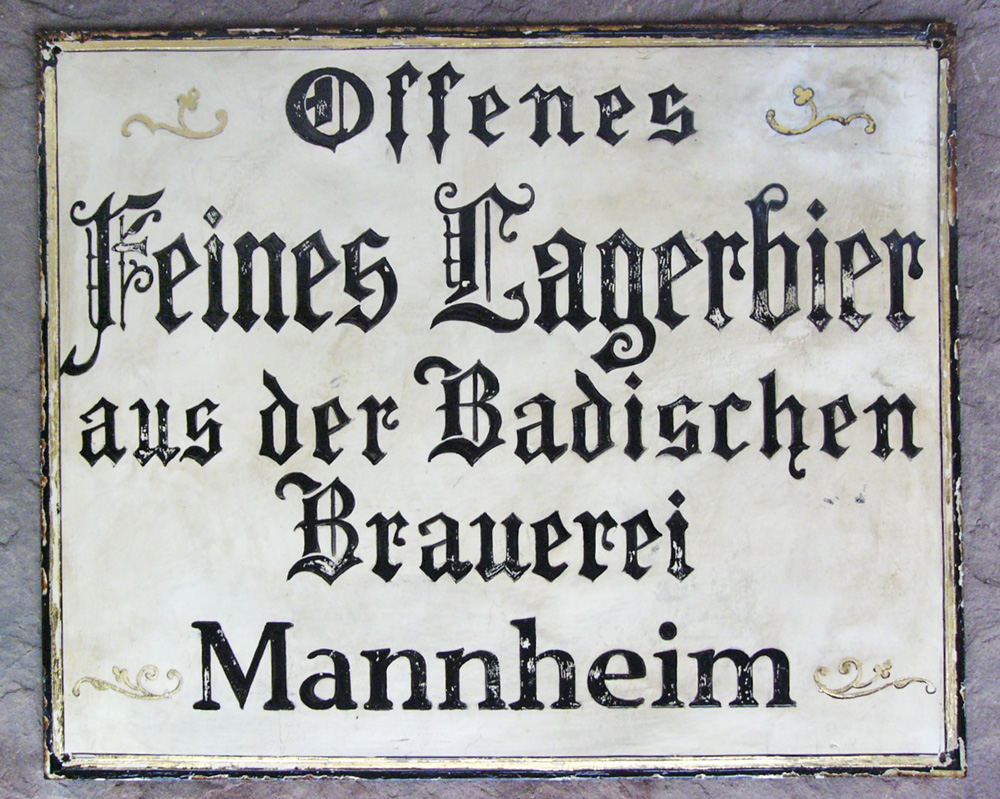 Offenes
Feines Lagerbier
aus der Badischen
Brauerei
Mannheim